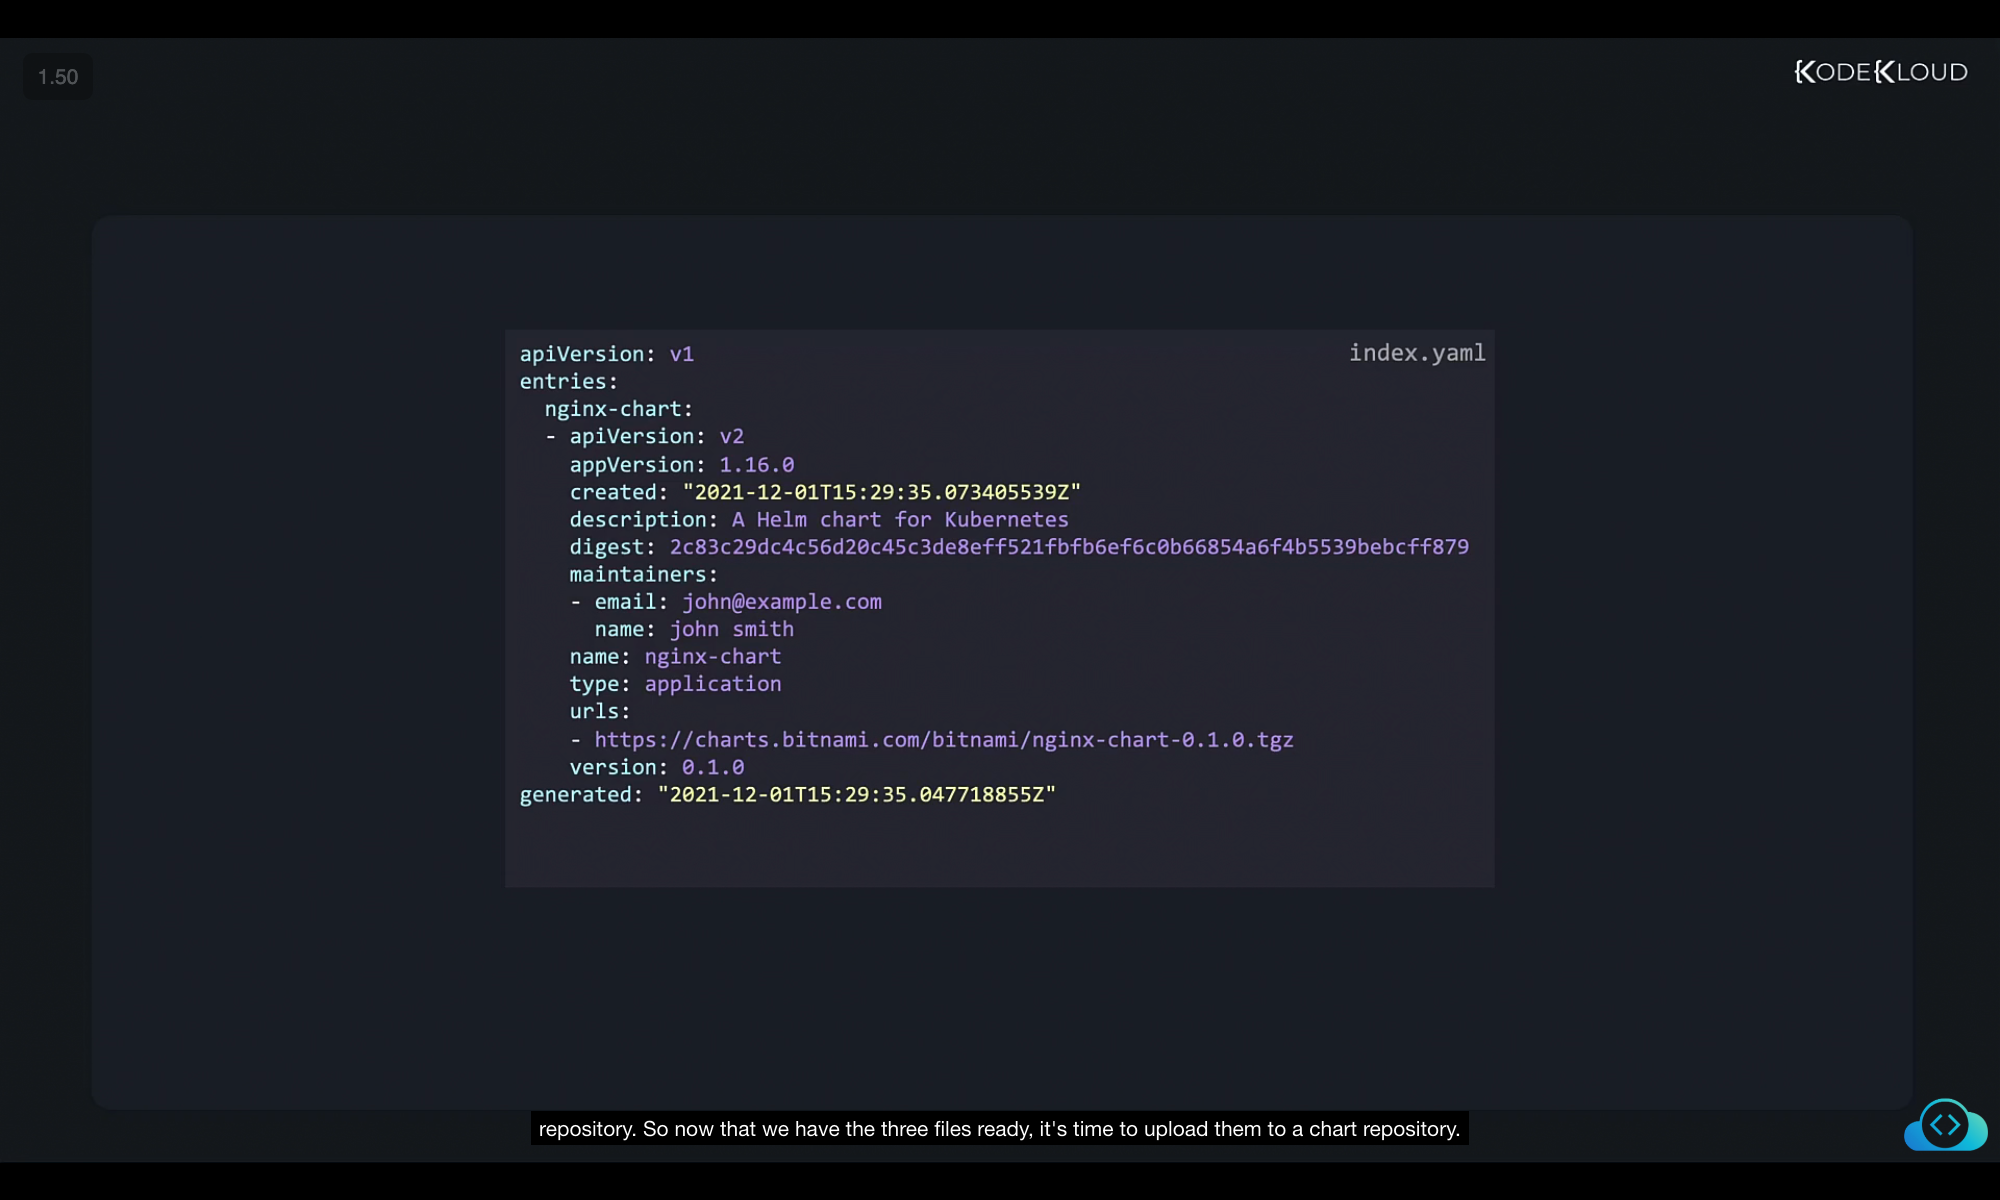 1.50
KODEKLOUD
index.yaml
apiVersion: v1
entries:
  nginx-chart:
  - apiVersion: v2
    appVersion: 1.16.0
    created: "2021-12-01T15:29:35.073405539Z"
    description: A Helm chart for Kubernetes
    digest: 2c83c29dc4c56d20c45c3de8eff521fbfb6ef6c0b66854a6f4b5539bebcff879
    maintainers:
    - email: john@example.com
      name: john smith
    name: nginx-chart
    type: application
    urls:
    - https://charts.bitnami.com/bitnami/nginx-chart-0.1.0.tgz
    version: 0.1.0
generated: "2021-12-01T15:29:35.047718855Z"
repository. So now that we have the three files ready, it's time to upload them to a chart repository.